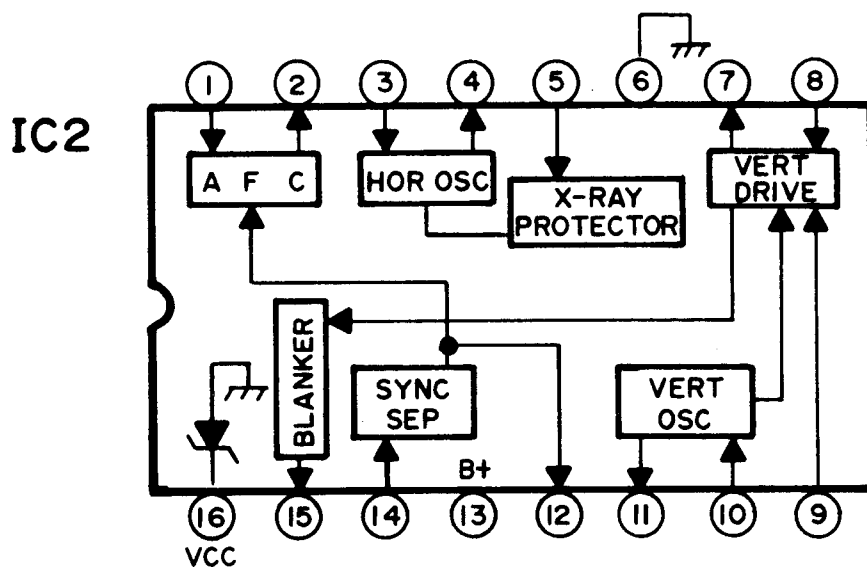 1 2 3 4 5 6 7 8
IC2
A F C
HOR OSC
X-RAY
PROTECTOR
VERT
DRIVE
BLANKER
SYNC
SEP
VERT
OSC
B+
16 15 14 13 12 11 10 9
VCC